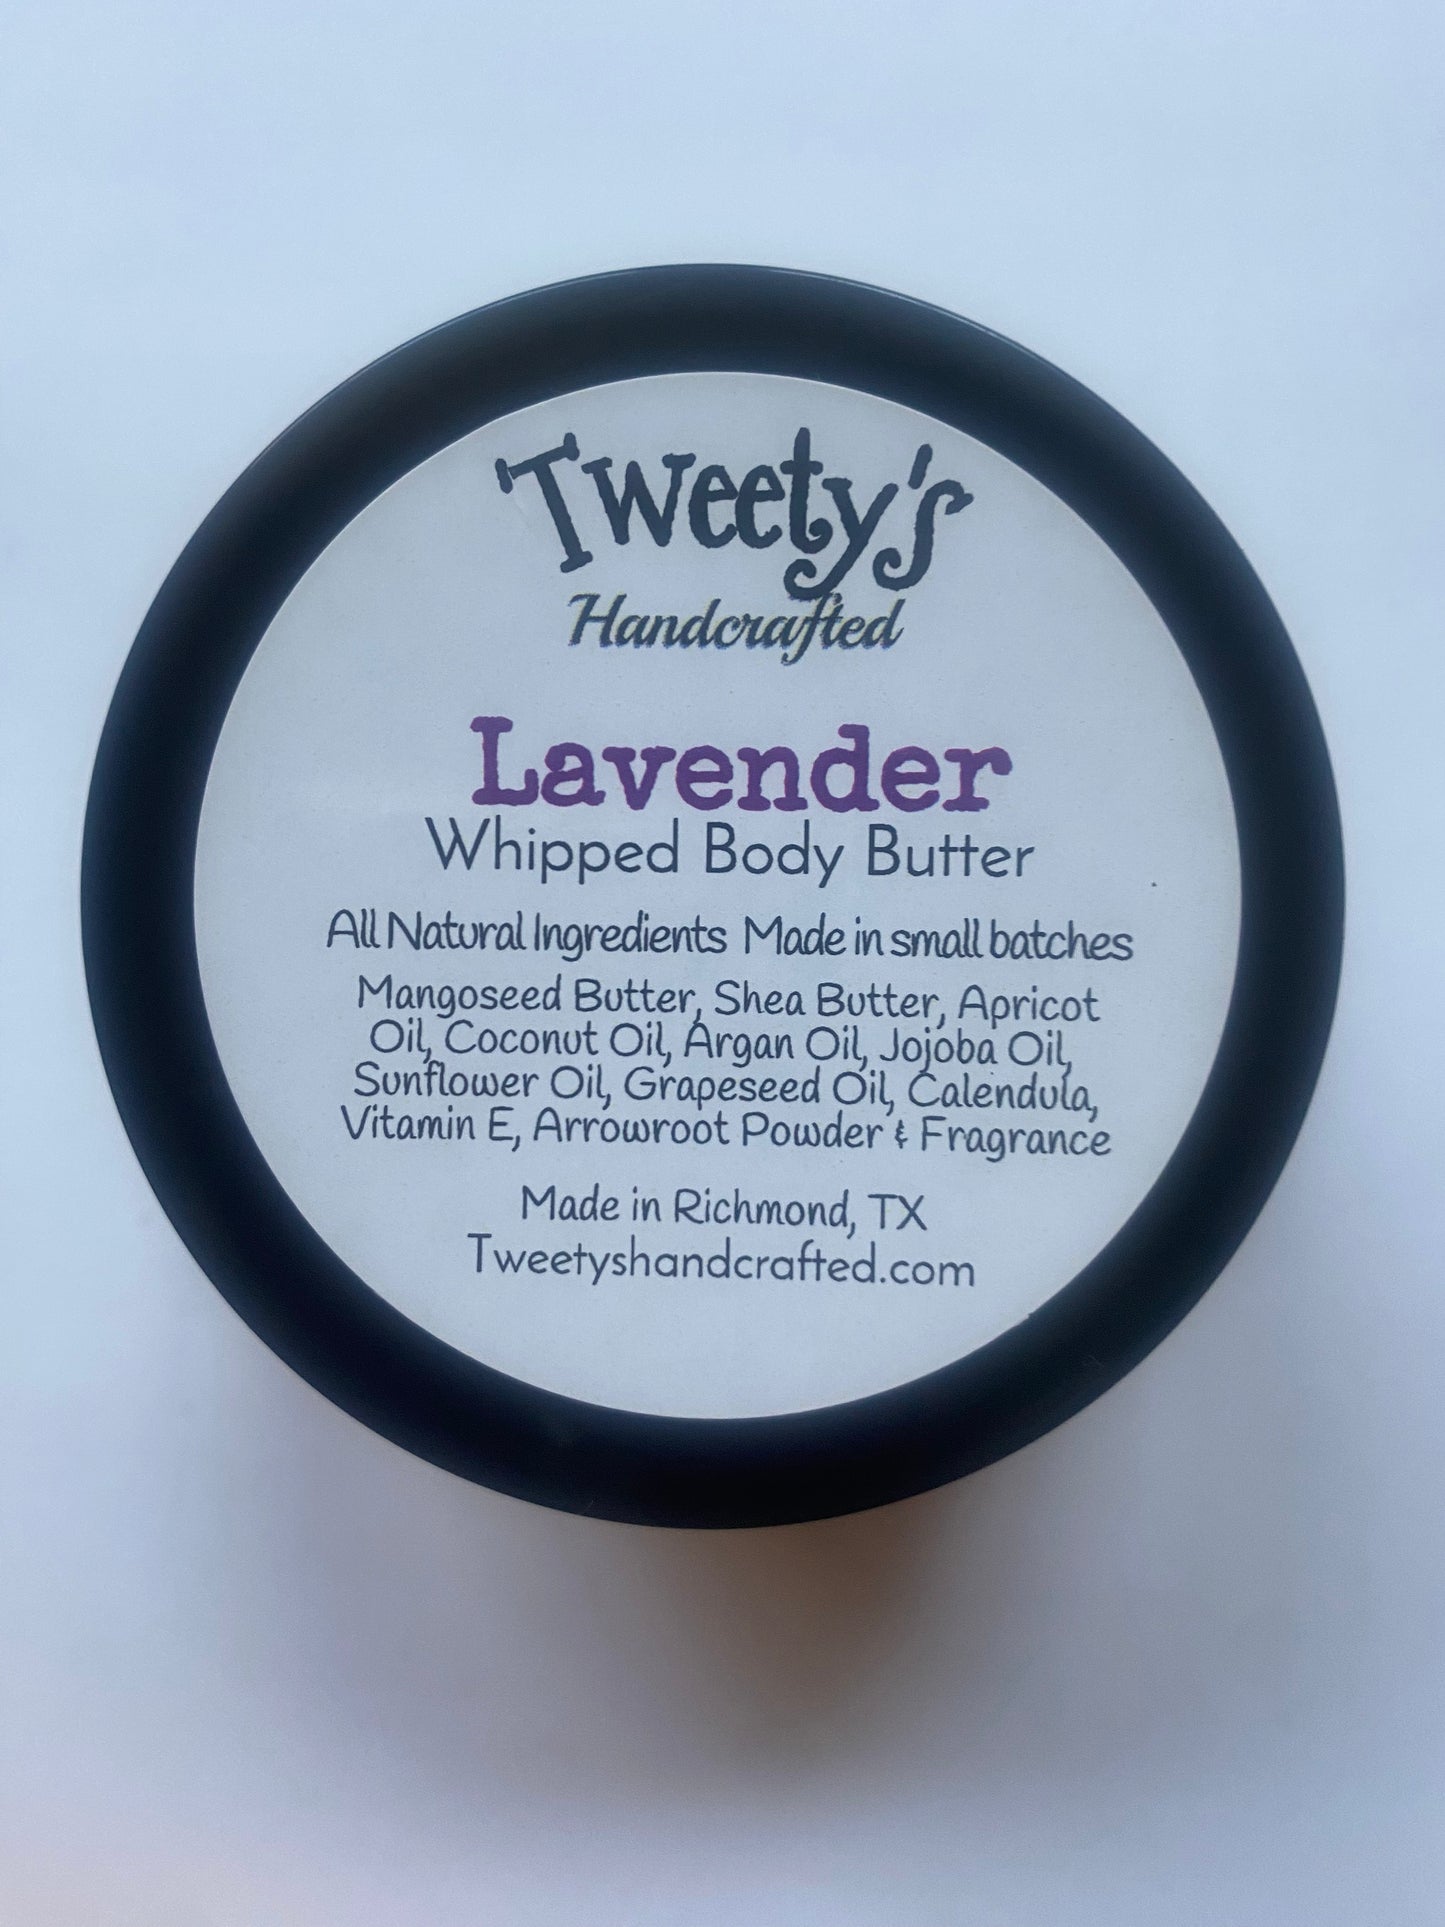 Tweety's
Handcrafted
Lavender
Whipped Body Butter
All Natural Ingredients Made in small batches
Mangoseed Butter, Shea Butter, Apricot
Oil, Coconut Oil, Argan Oil, Jojoba Oil,
Sunflower Oil, Grapeseed Oil, Calendula,
Vitamin E, Arrowroot Powder & Fragrance
Made in Richmond, TX
Tweetyshandcrafted.com